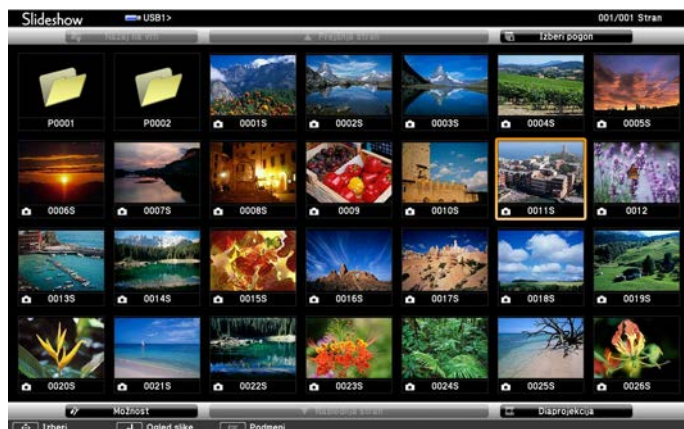 Slideshow USB1> 001/001 Stran
Nazaj na vrh ▲ Prejšnja stran Izberi pogon
P0001 P0002 0001S 0002S 0003S 0004S 0005S
0006S 0007S 0008S 0009 0010S 0011S 0012
0013S 0014S 0015S 0016S 0017S 0018S 0019S
0020S 0021S 0022S 0023S 0024S 0025S 0026S
Možnost ▼ Naslednja stran Diaprojekcija
Izberi Ogled slike Podmeni